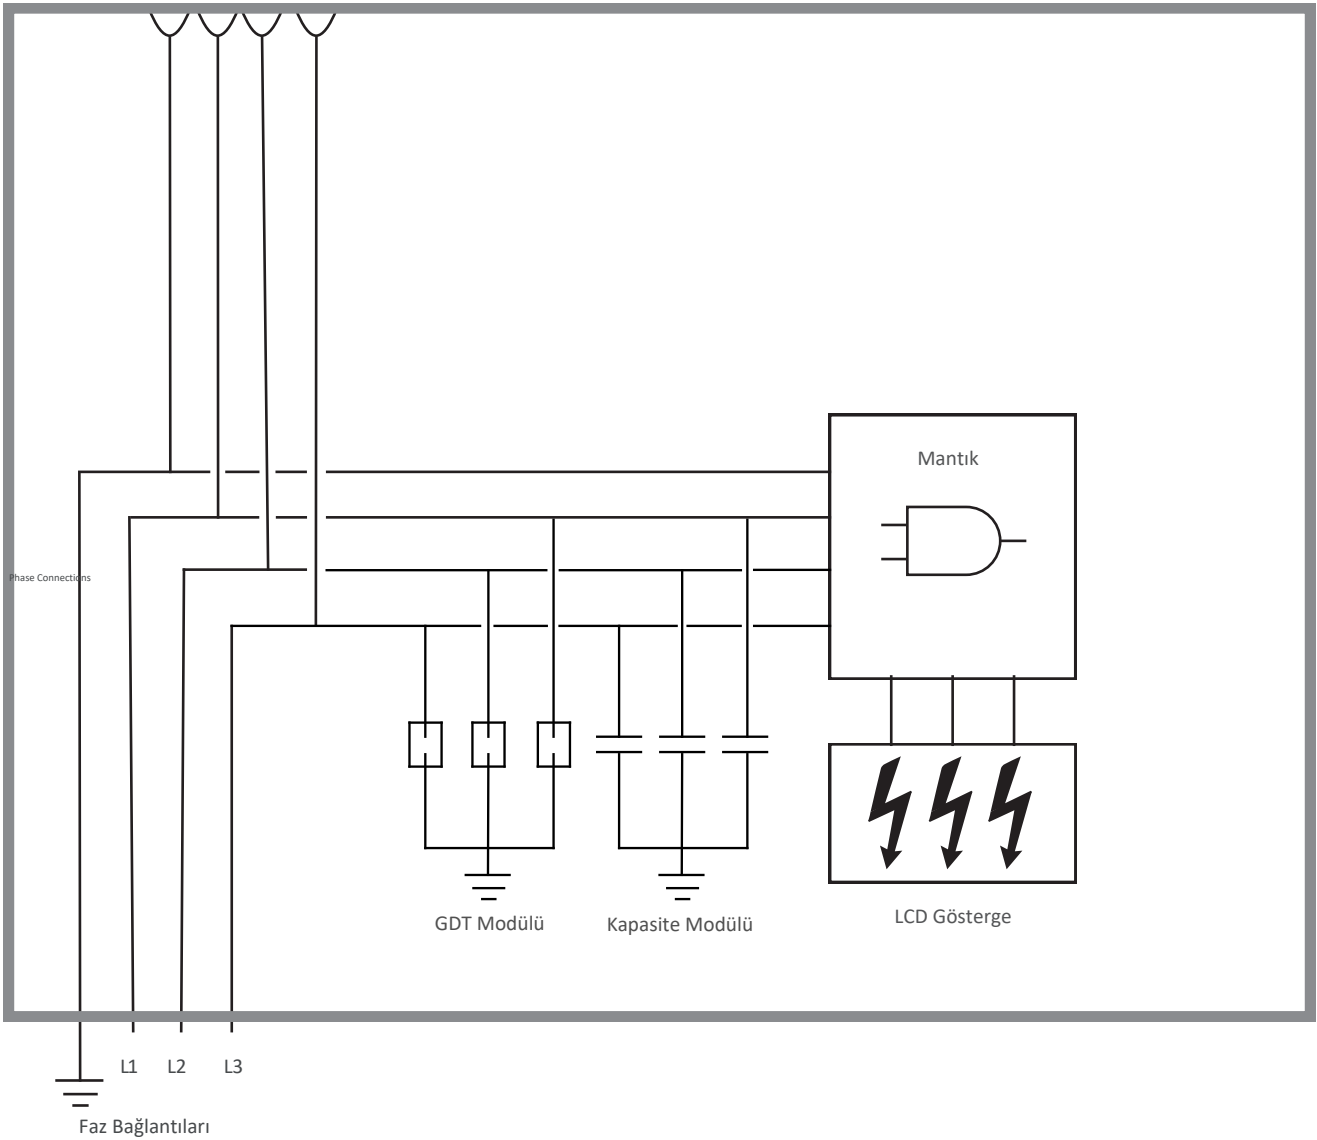 Mantık
Phase Connections
GDT Modülü
Kapasite Modülü
LCD Gösterge
L1
L2
L3
Faz Bağlantıları